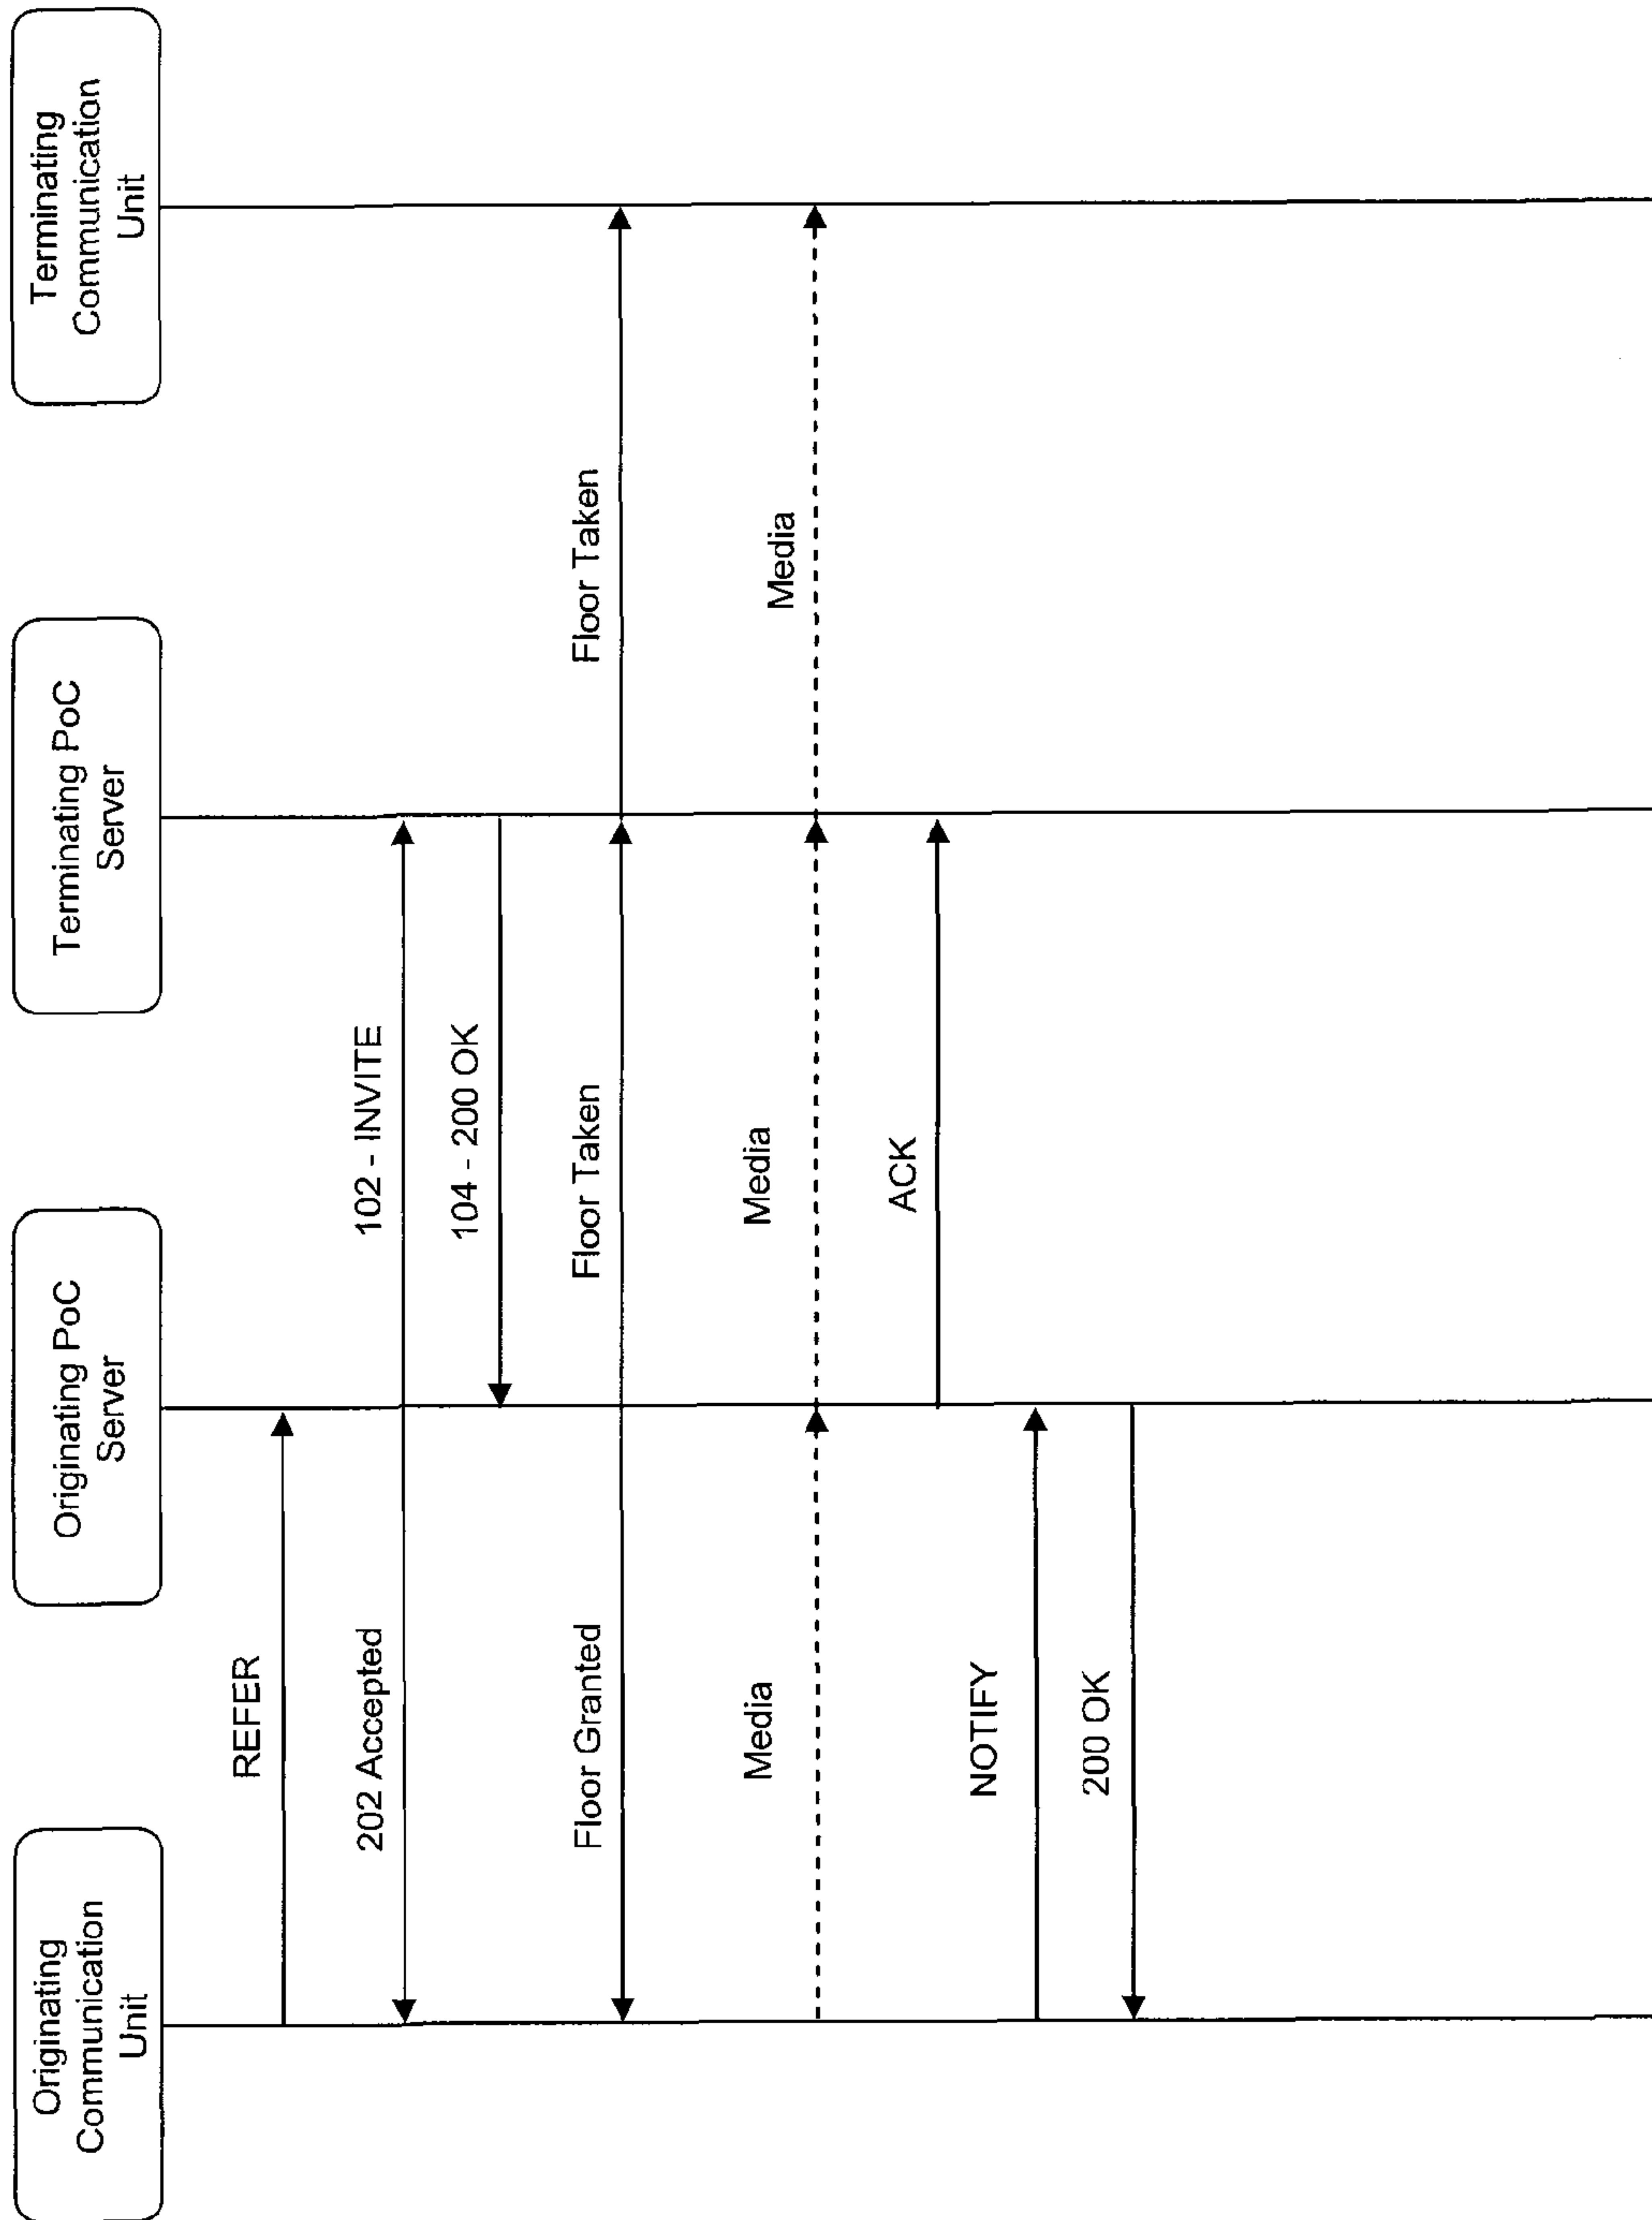 Originating
Communication
Unit
Originating PoC
Server
Terminating PoC
Server
Terminating
Communication
Unit
REFER
202 Accepted
102 - INVITE
104 - 200 OK
Floor Granted
Floor Taken
Floor Taken
Media
Media
Media
ACK
NOTIFY
200 OK